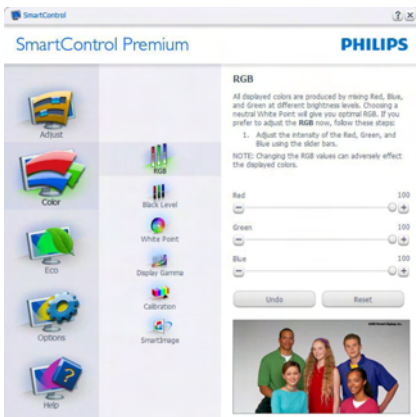 SmartControl
SmartControl Premium
PHILIPS
Adjust
Color
Eco
Options
Help
RGB
Black Level
White Point
Display Gamma
Calibration
SmartImage
RGB
All displayed colors are produced by mixing Red, Blue,
and Green at different brightness levels. Choosing a
neutral White Point will give you optimal RGB. If you
prefer to adjust the RGB now, follow these steps:
1. Adjust the intensity of the Red, Green, and
Blue using the slider bars.
NOTE: Changing the RGB values can adversely effect
the displayed colors.
Red 100
Green 100
Blue 100
Undo Reset